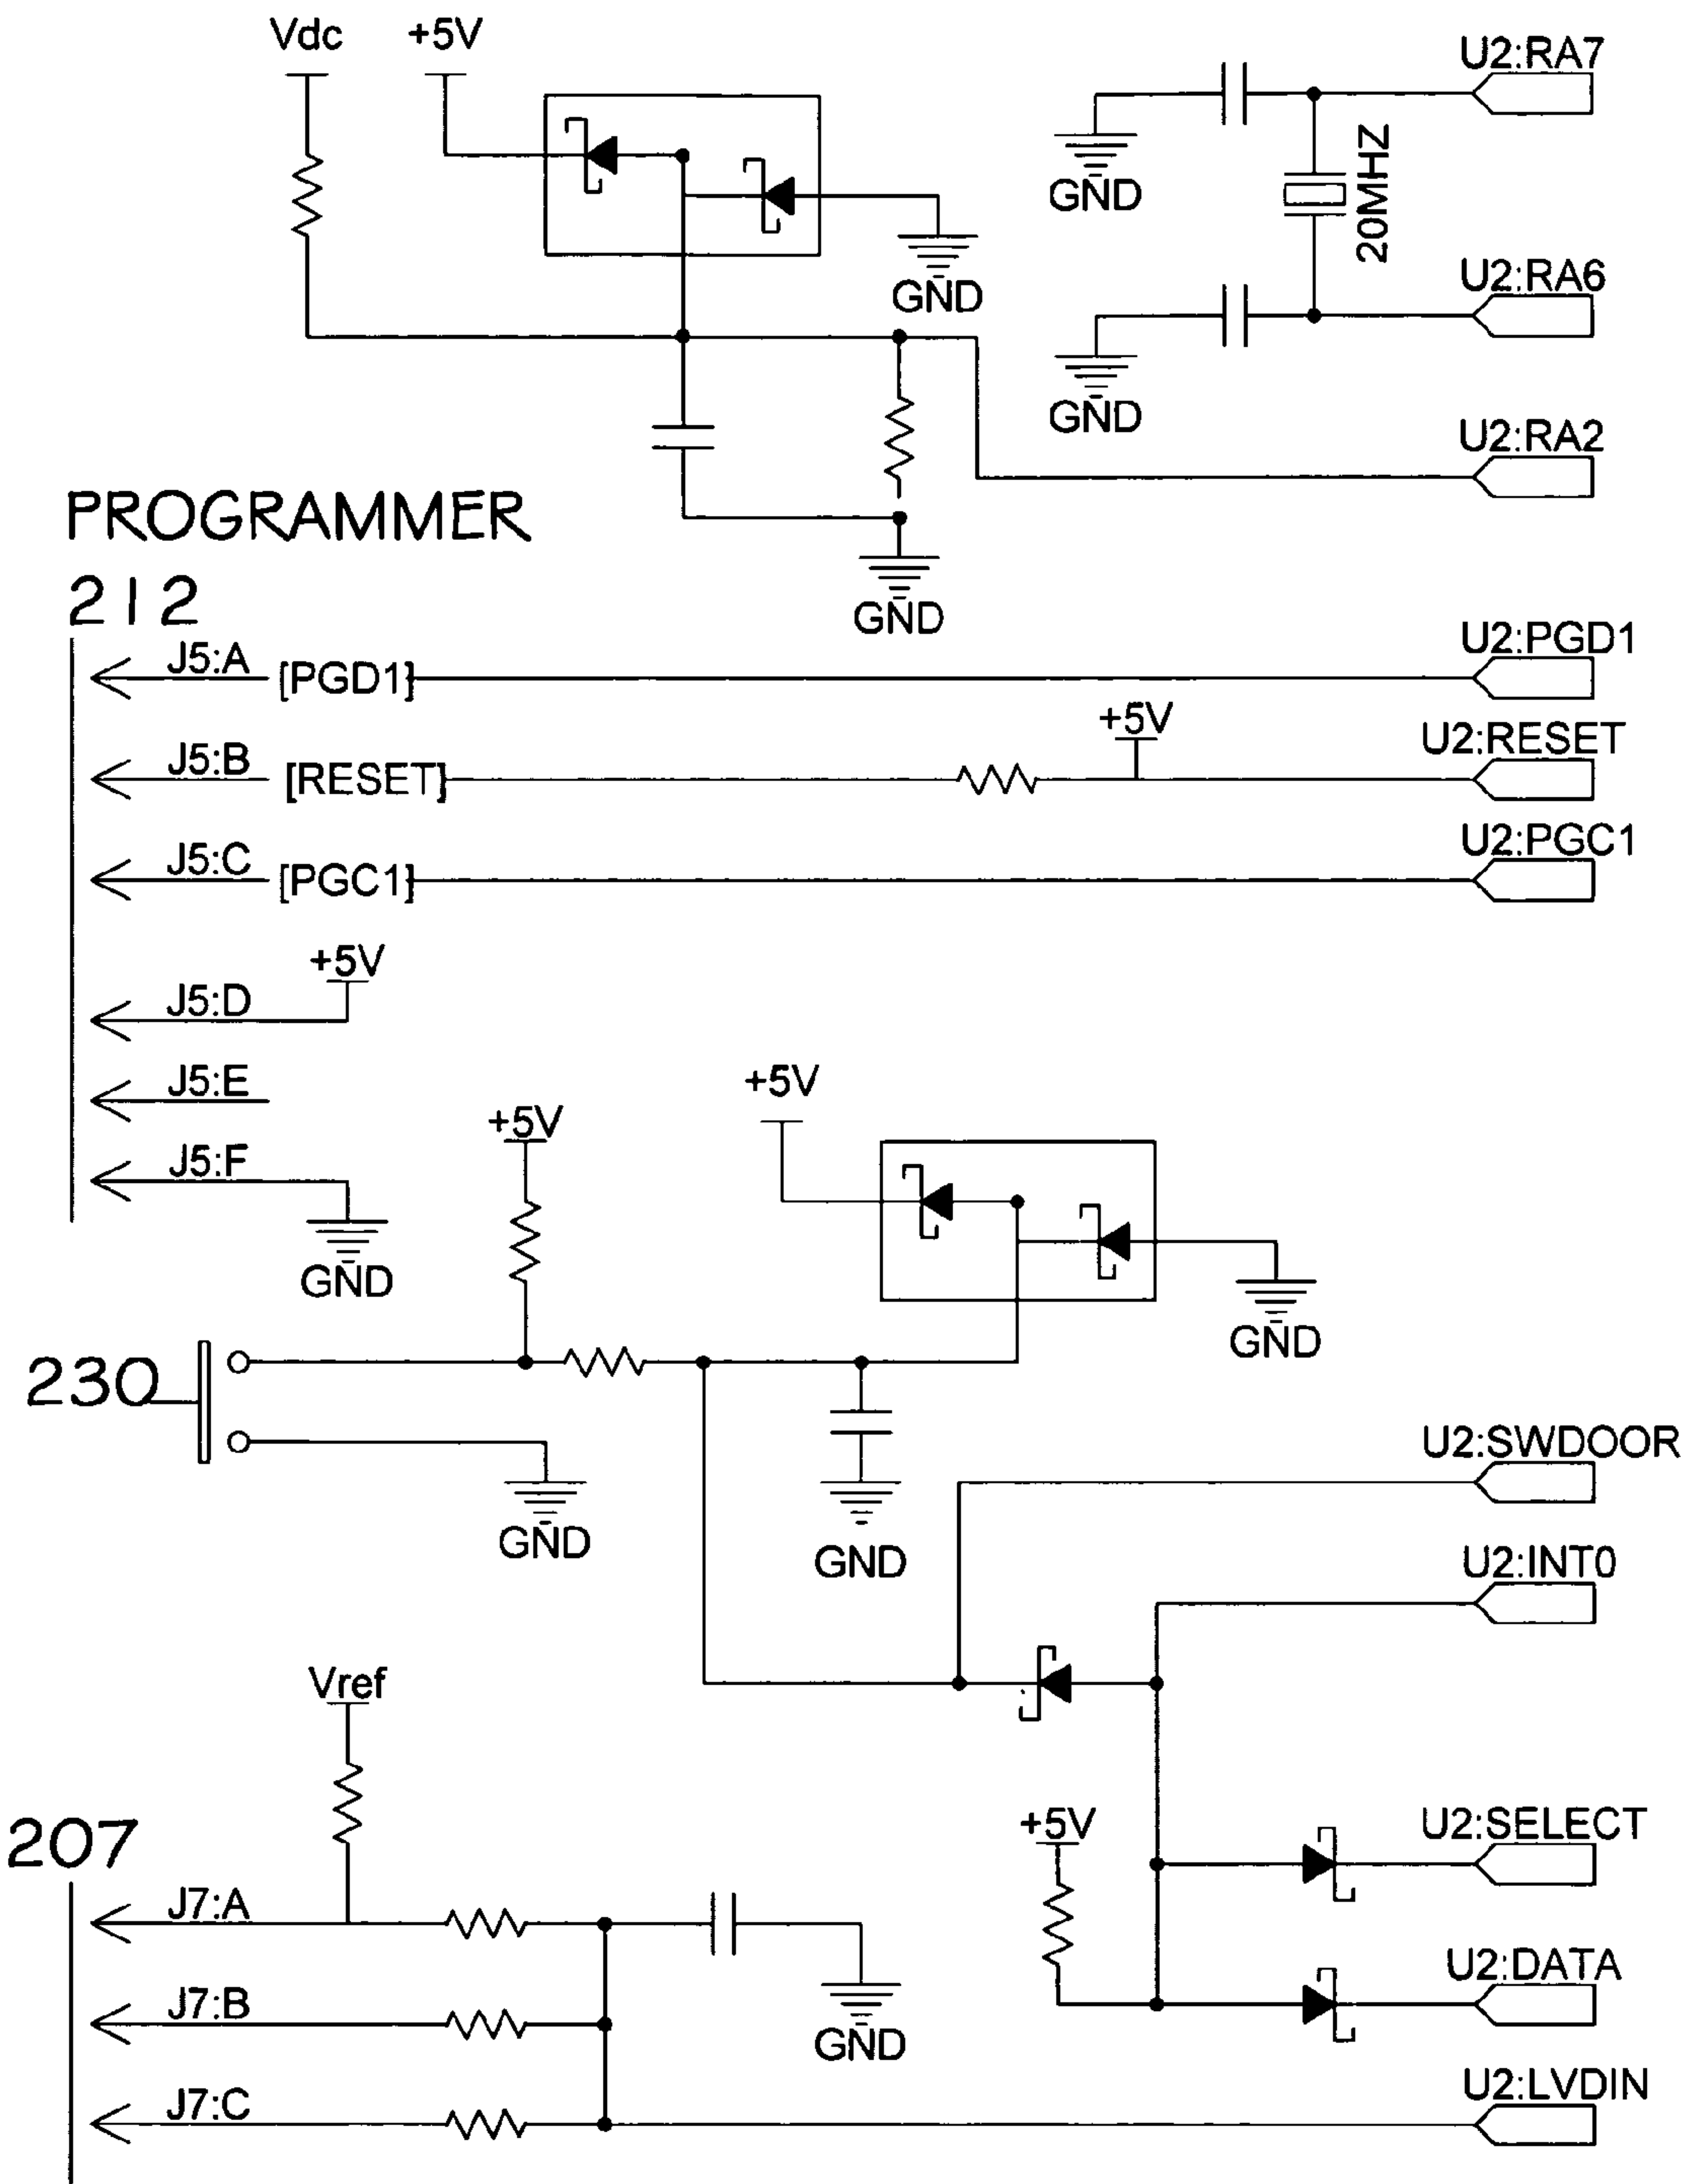 Vdc
+5V
U2:RA7
GND
20MHZ
GND
U2:RA6
GND
U2:RA2
PROGRAMMER
212
GND
J5:A
[PGD1]
U2:PGD1
J5:B
[RESET]
+5V
U2:RESET
J5:C
[PGC1]
U2:PGC1
+5V
J5:D
J5:E
+5V
+5V
J5:F
GND
GND
230
GND
GND
U2:SWDOOR
U2:INT0
Vref
207
+5V
U2:SELECT
J7:A
U2:DATA
J7:B
GND
J7:C
U2:LVDIN